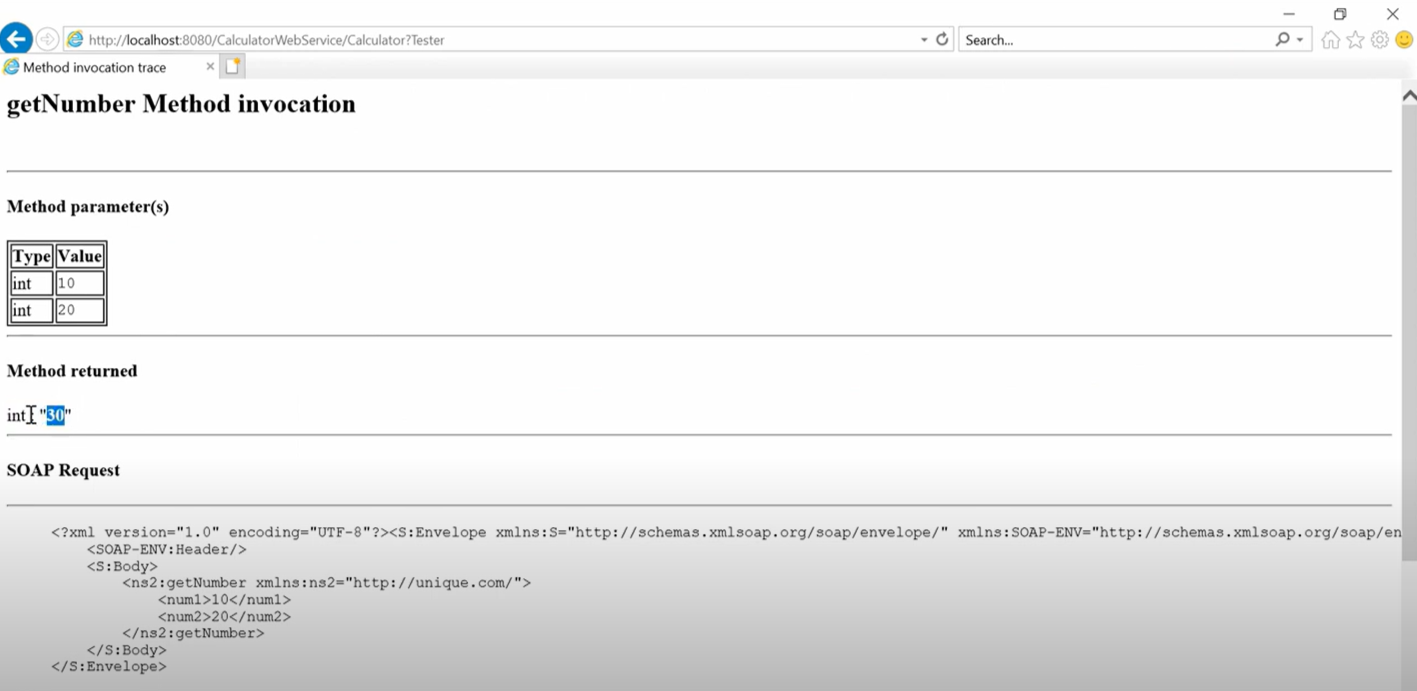 http://localhost:8080/CalculatorWebService/Calculator?Tester
Search...
Method invocation trace
getNumber Method invocation
Method parameter(s)
Type Value
int 10
int 20
Method returned
int "30"
SOAP Request
<?xml version="1.0" encoding="UTF-8"?><S:Envelope xmlns:S="http://schemas.xmlsoap.org/soap/envelope/" xmlns:SOAP-ENV="http://schemas.xmlsoap.org/soap/en
<SOAP-ENV:Header/>
<S:Body>
<ns2:getNumber xmlns:ns2="http://unique.com/">
<num1>10</num1>
<num2>20</num2>
</ns2:getNumber>
</S:Body>
</S:Envelope>